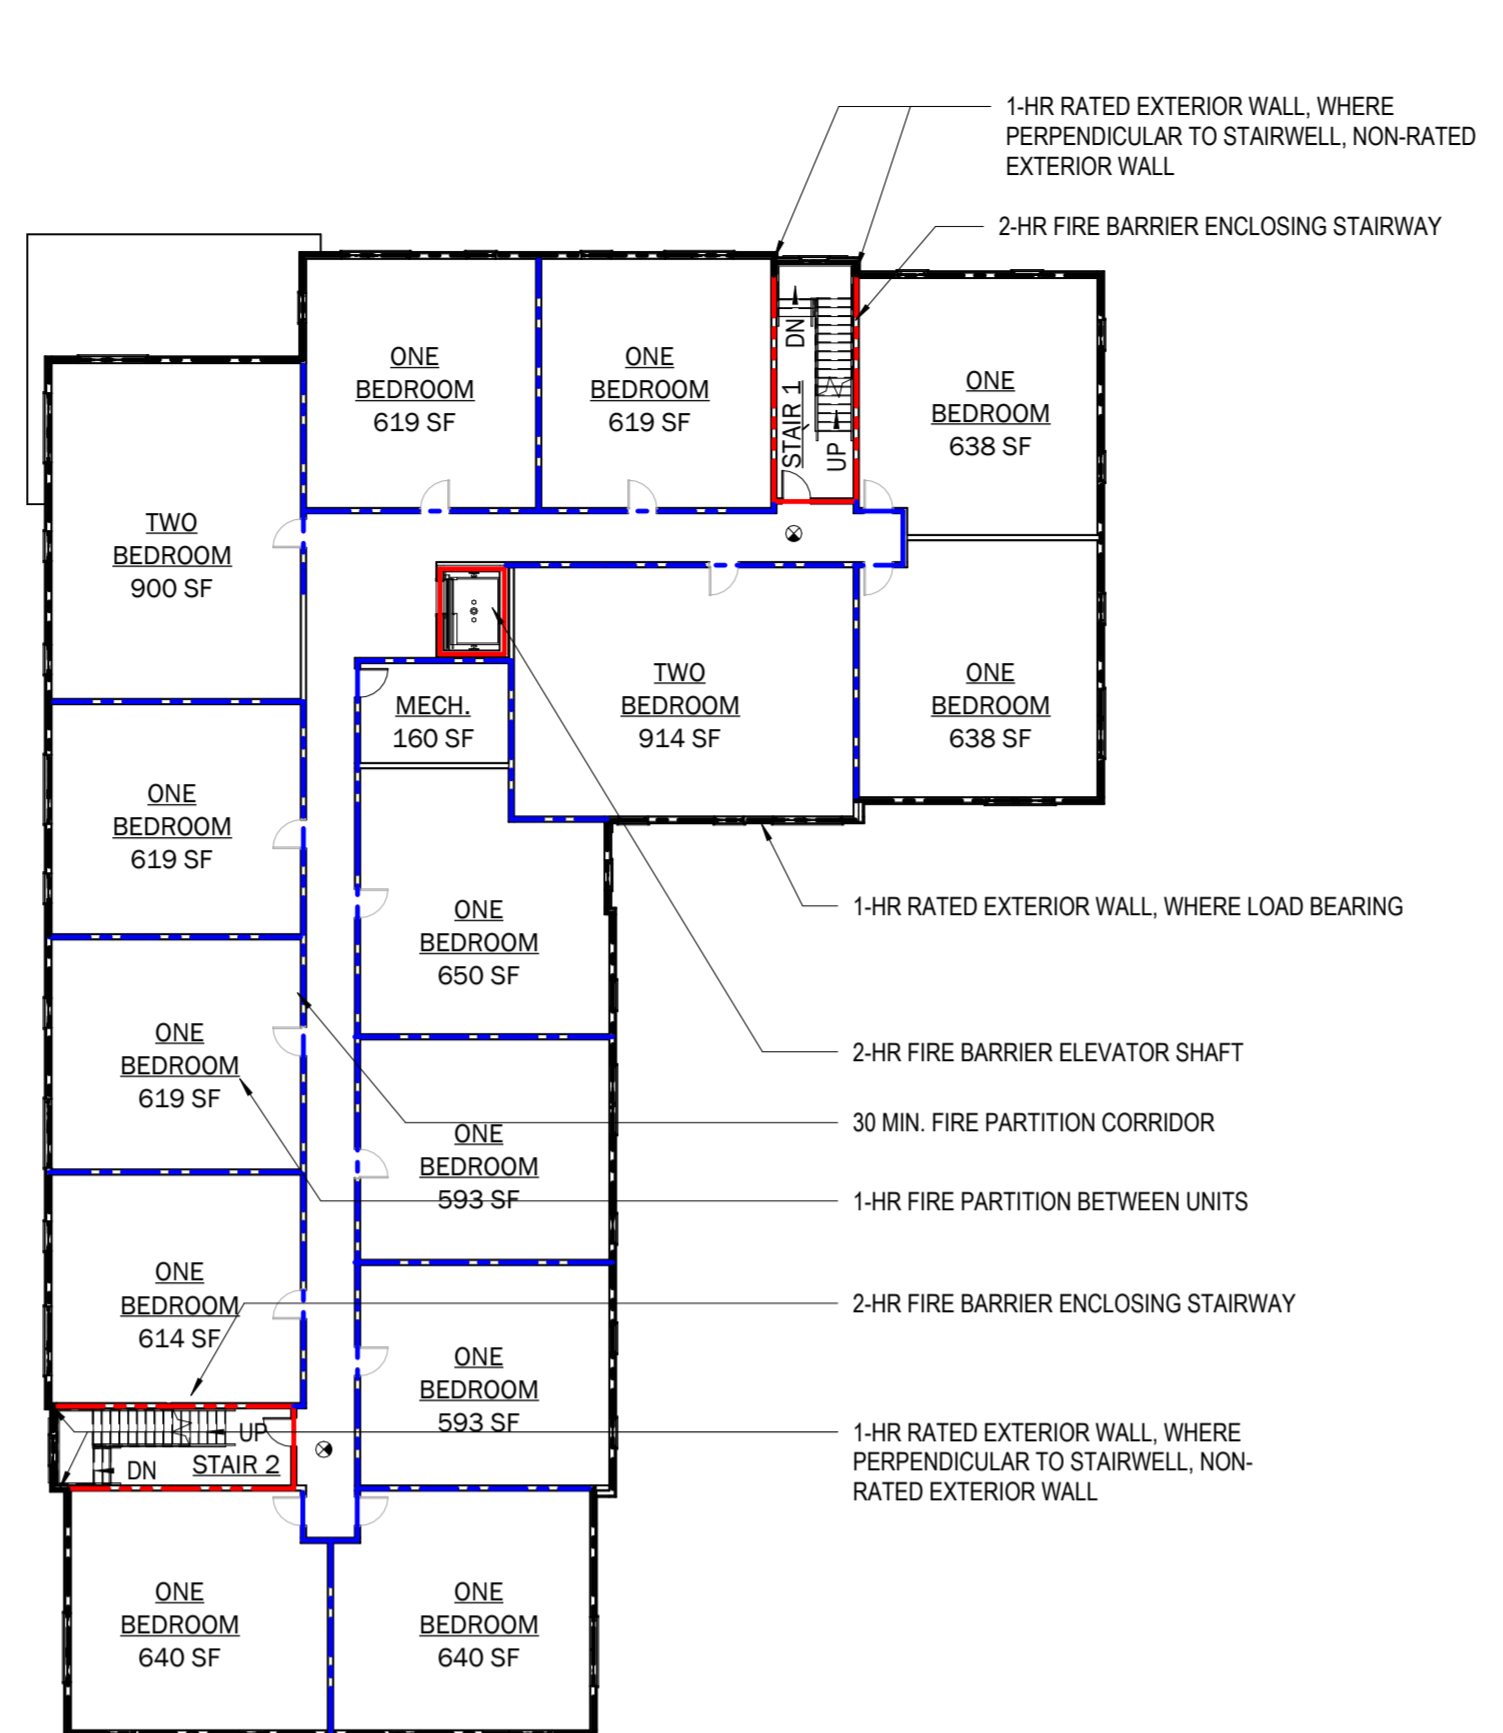 1-HR RATED EXTERIOR WALL, WHERE
PERPENDICULAR TO STAIRWELL, NON-RATED
EXTERIOR WALL
2-HR FIRE BARRIER ENCLOSING STAIRWAY
ONE
BEDROOM
619 SF
ONE
BEDROOM
619 SF
DN
STAIR 1
UP
ONE
BEDROOM
638 SF
TWO
BEDROOM
900 SF
MECH.
160 SF
TWO
BEDROOM
914 SF
ONE
BEDROOM
638 SF
ONE
BEDROOM
619 SF
ONE
BEDROOM
650 SF
1-HR RATED EXTERIOR WALL, WHERE LOAD BEARING
ONE
BEDROOM
619 SF
2-HR FIRE BARRIER ELEVATOR SHAFT
30 MIN. FIRE PARTITION CORRIDOR
ONE
BEDROOM
593 SF
1-HR FIRE PARTITION BETWEEN UNITS
ONE
BEDROOM
614 SF
2-HR FIRE BARRIER ENCLOSING STAIRWAY
ONE
BEDROOM
593 SF
UP
DN
STAIR 2
1-HR RATED EXTERIOR WALL, WHERE
PERPENDICULAR TO STAIRWELL, NON-
RATED EXTERIOR WALL
ONE
BEDROOM
640 SF
ONE
BEDROOM
640 SF